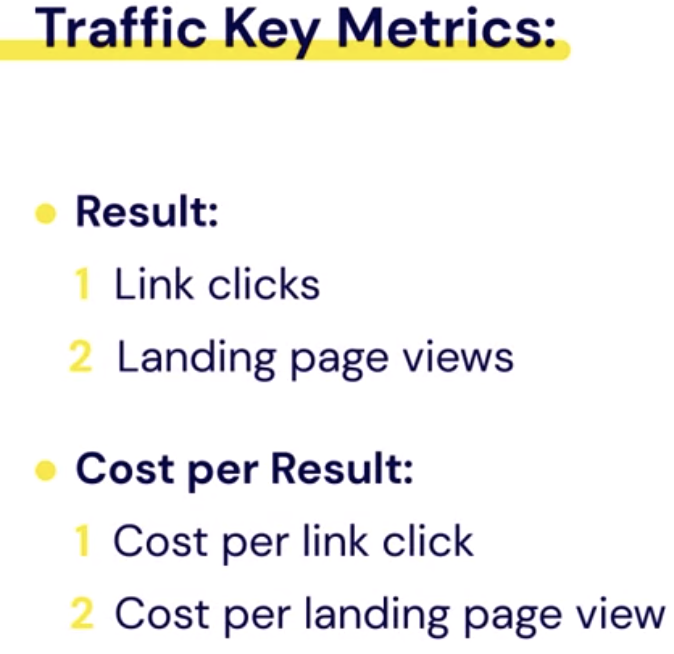 Traffic Key Metrics:
Result:
1 Link clicks
2 Landing page views
Cost per Result:
1 Cost per link click
2 Cost per landing page view